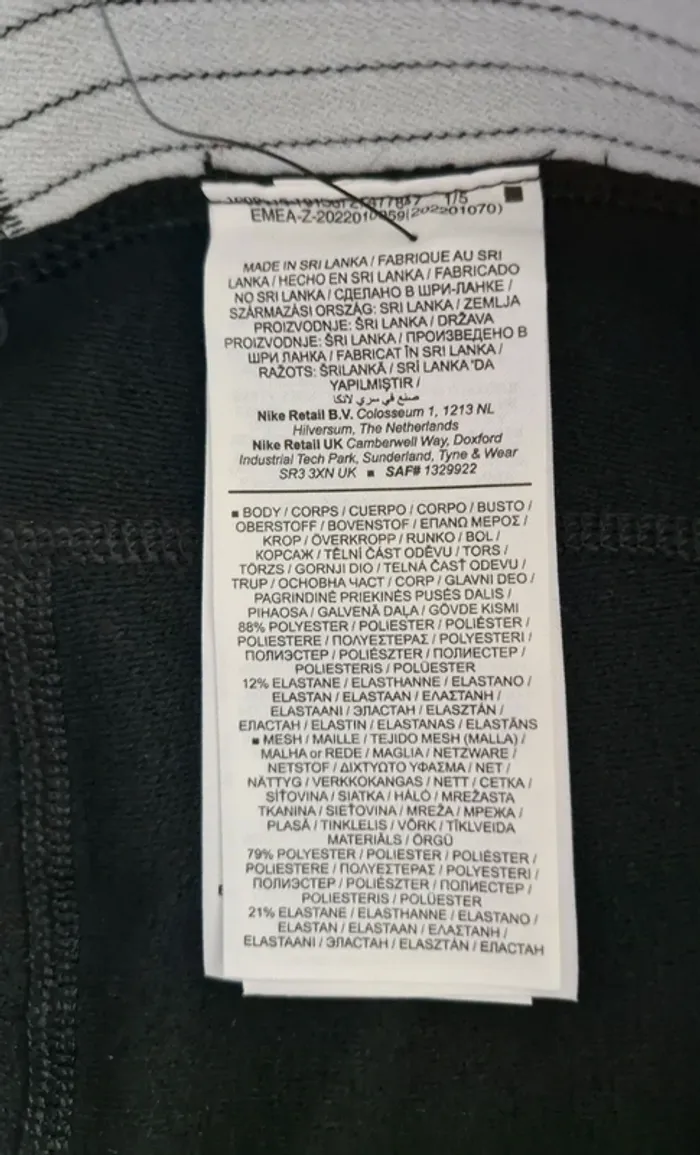 1/5
EMEA-Z-2022010 (202201070)
MADE IN SRI LANKA / FABRIQUE AU SRI
LANKA / HECHO EN SRI LANKA / FABRICADO
NO SRI LANKA / СДЕЛАНО В ШРИ-ЛАНКЕ /
SZÁRMAZÁSI ORSZÁG: SRI LANKA / ZEMLJA
PROIZVODNJE: ŠRI LANKA / DRŽAVA
PROIZVODNJE: ŠRI LANKA / ПРОИЗВЕДЕНО В
ШРИ ЛАНКА / FABRICAT ÎN SRI LANKA /
RAŽOTS: ŠRILANKĀ / SRİ LANKA'DA
YAPILMIŞTIR /
صنع في سري لانكا
Nike Retail B.V. Colosseum 1, 1213 NL
Hilversum, The Netherlands
Nike Retail UK Camberwell Way, Doxford
Industrial Tech Park, Sunderland, Tyne & Wear
SR3 3XN UK ■ SAF# 1329922
■ BODY / CORPS / CUERPO / CORPO / BUSTO /
OBERSTOFF / BOVENSTOF / ΕΠΑΝΩ ΜΕΡΟΣ /
KROP / ÖVERKROPP / RUNKO / BOL /
КОРСАЖ / TĚLNÍ ČÁST ODĚVU / TORS /
TÖRZS / GORNJI DIO / TELNÁ ČASŤ ODEVU /
TRUP / ОСНОВНА ЧАСТ / CORP / GLAVNI DEO /
PAGRINDINĖ PRIEKINĖS PUSĖS DALIS /
PIHAOSA / GALVENĀ DAĻA / GÖVDE KISMI
88% POLYESTER / POLIESTER / POLIÉSTER /
POLIESTERE / ΠΟΛΥΕΣΤΕΡΑΣ / POLYESTERI /
ПОЛИЭСТЕР / POLIÉSZTER / ПОЛИЕСТЕР /
POLIESTERIS / POLÜESTER
12% ELASTANE / ELASTHANNE / ELASTANO /
ELASTAN / ELASTAAN / ΕΛΑΣΤΑΝΗ /
ELASTAANI / ЭЛАСТАН / ELASZTÁN /
ЕЛАСТАН / ELASTIN / ELASTANAS / ELASTĀNS
■ MESH / MAILLE / TEJIDO MESH (MALLA) /
MALHA or REDE / MAGLIA / NETZWARE /
NETSTOF / ΔΙΧΤΥΩΤΟ ΥΦΑΣΜΑ / NET /
NÄTTYG / VERKKOKANGAS / NETT / СЕТКА /
SÍŤOVINA / SIATKA / HÁLÓ / MREŽASTA
TKANINA / SIEŤOVINA / MREŽA / МРЕЖА /
PLASĂ / TINKLELIS / VÕRK / TĪKLVEIDA
MATERIĀLS / ÖRGÜ
79% POLYESTER / POLIESTER / POLIÉSTER /
POLIESTERE / ΠΟΛΥΕΣΤΕΡΑΣ / POLYESTERI /
ПОЛИЭСТЕР / POLIÉSZTER / ПОЛИЕСТЕР /
POLIESTERIS / POLÜESTER
21% ELASTANE / ELASTHANNE / ELASTANO /
ELASTAN / ELASTAAN / ΕΛΑΣΤΑΝΗ /
ELASTAANI / ЭЛАСТАН / ELASZTÁN / ЕЛАСТАН